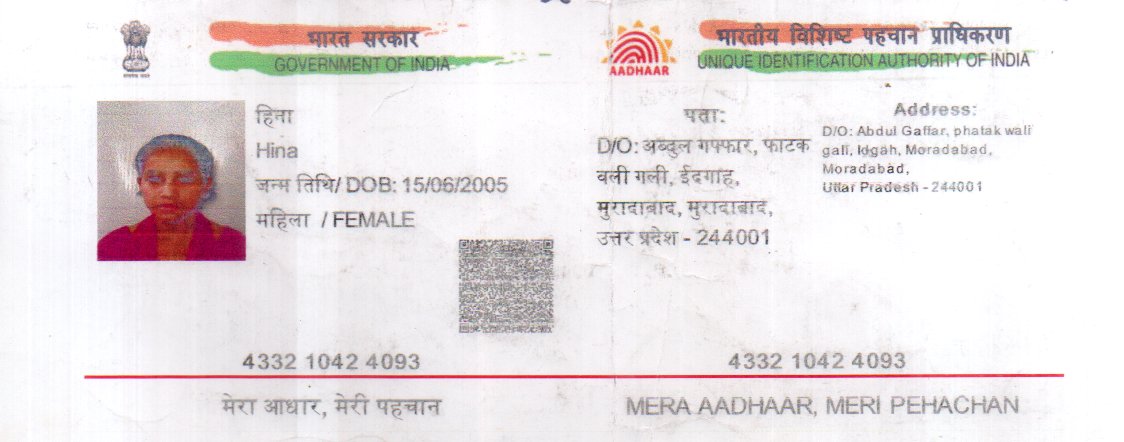 भारत सरकार
GOVERNMENT OF INDIA
हिना
Hina
जन्म तिथि/ DOB: 15/06/2005
महिला / FEMALE
4332 1042 4093
मेरा आधार, मेरी पहचान
AADHAAR
भारतीय विशिष्ट पहचान प्राधिकरण
UNIQUE IDENTIFICATION AUTHORITY OF INDIA
पता:
D/O: अब्दुल गफ्फार, फाटक
वली गली, ईदगाह,
मुरादाबाद, मुरादाबाद,
उत्तर प्रदेश - 244001
Address:
D/O: Abdul Gaffar, phatak wali
gali, Idgah, Moradabad,
Moradabad,
Uttar Pradesh - 244001
4332 1042 4093
MERA AADHAAR, MERI PEHACHAN